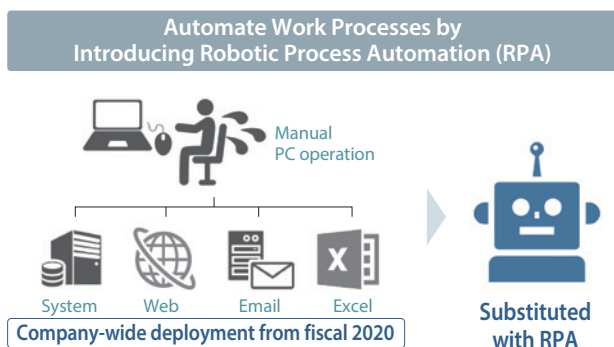 Automate Work Processes by
Introducing Robotic Process Automation (RPA)
Manual
PC operation
X
System
Web
Email
Excel
Company-wide deployment from fiscal 2020
Substituted
with RPA